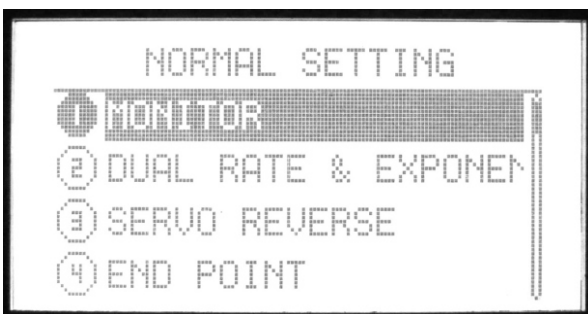 NORMAL SETTING
1 MONITOR
2 DUAL RATE & EXPONEN
3 SERVO REVERSE
4 END POINT